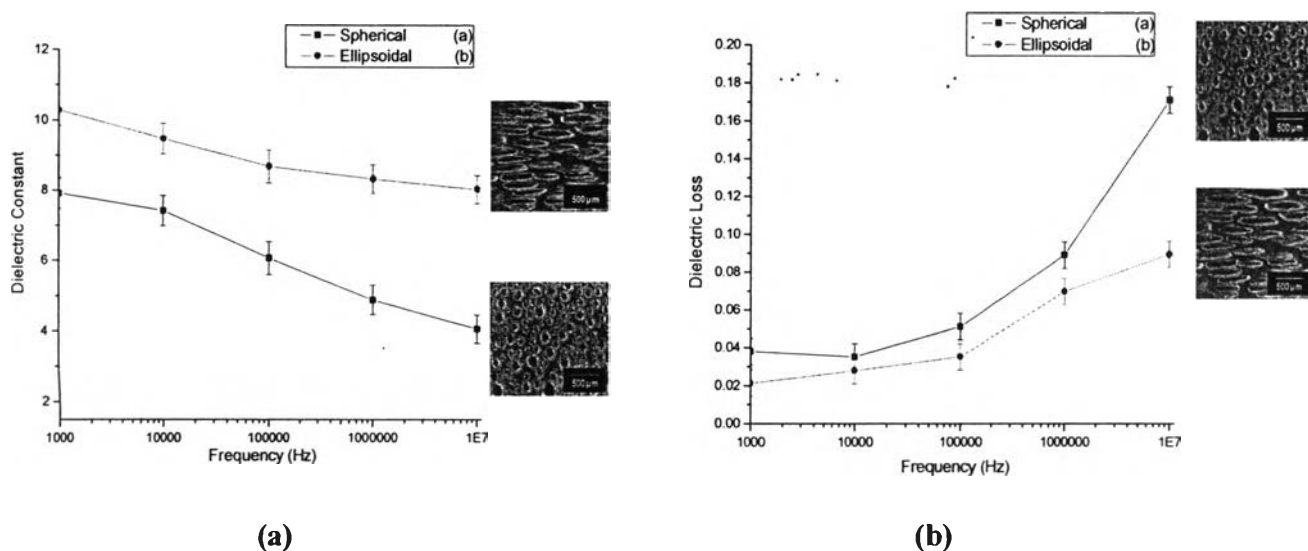 Spherical (a)
Ellipsoidal (b)
12
10
8
6
4
2
Dielectric Constant
1000 10000 100000 1000000 1E7
Frequency (Hz)
500 µm
500 µm
(a)
Spherical (a)
Ellipsoidal (b)
0.20
0.18
0.16
0.14
0.12
0.10
0.08
0.06
0.04
0.02
0.00
Dielectric Loss
1000 10000 100000 1000000 1E7
Frequency (Hz)
500 µm
500 µm
(b)